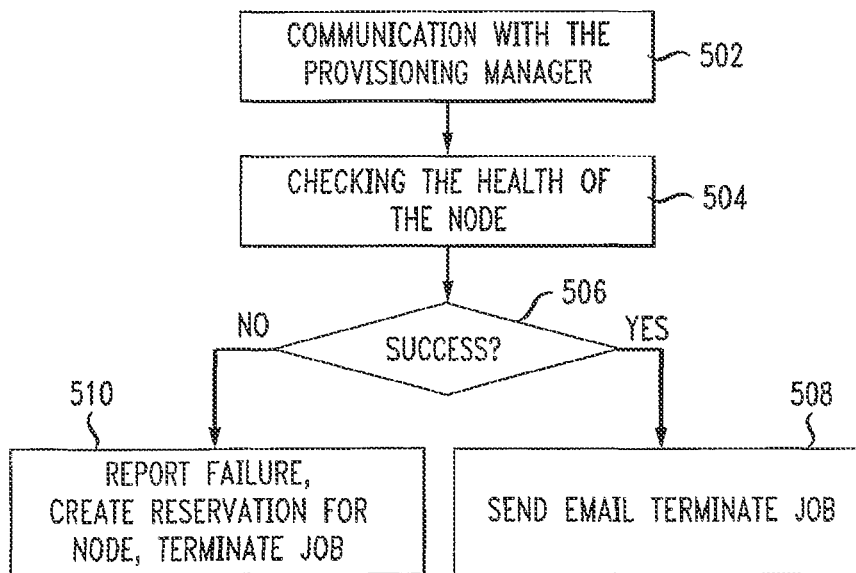 COMMUNICATION WITH THE
PROVISIONING MANAGER
502
CHECKING THE HEALTH OF
THE NODE
504
506
NO
SUCCESS?
YES
510
REPORT FAILURE,
CREATE RESERVATION FOR
NODE, TERMINATE JOB
508
SEND EMAIL TERMINATE JOB